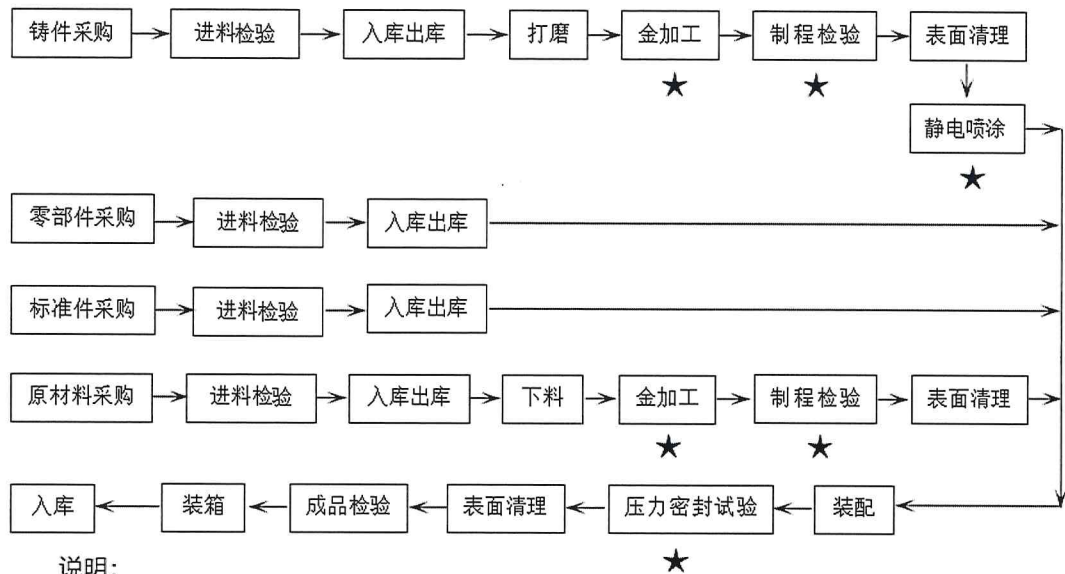 铸件采购 进料检验 入库出库 打磨 金加工 制程检验 表面清理
★ ★
静电喷涂
★
零部件采购 进料检验 入库出库
标准件采购 进料检验 入库出库
原材料采购 进料检验 入库出库 下料 金加工 制程检验 表面清理
★ ★
入库 装箱 成品检验 表面清理 压力密封试验 装配
★
说明: